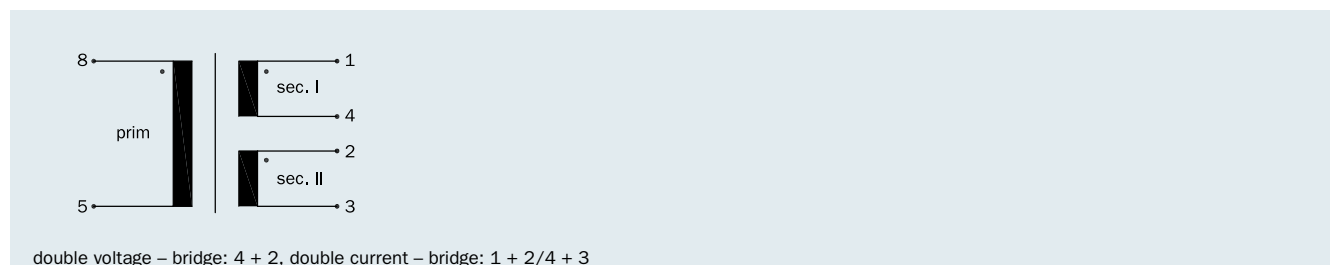 8
1
sec. I
4
prim
2
sec. II
5
3
double voltage – bridge: 4 + 2, double current – bridge: 1 + 2/4 + 3